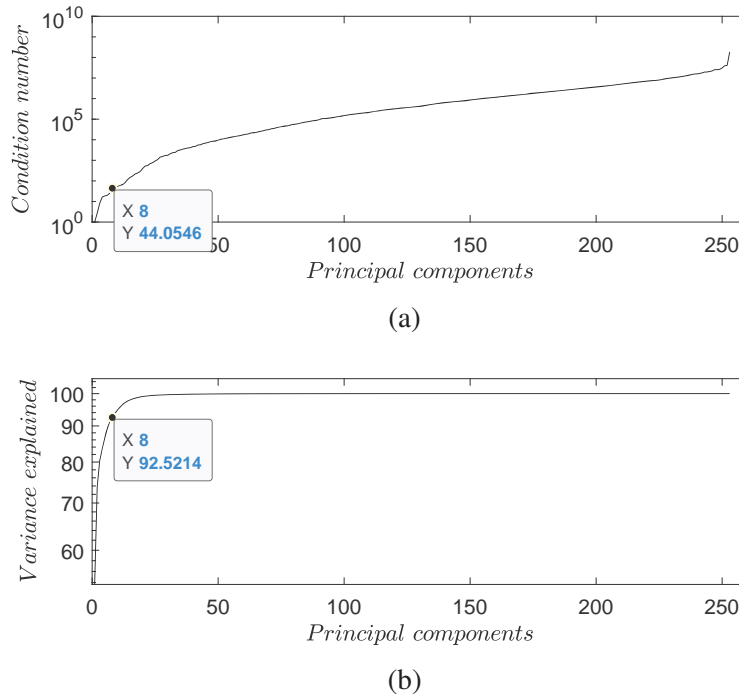 10^10
10^5
10^0
Condition number
X 8
Y 44.0546
0 50 100 150 200 250
Principal components
(a)
100
90
80
70
60
Variance explained
X 8
Y 92.5214
0 50 100 150 200 250
Principal components
(b)